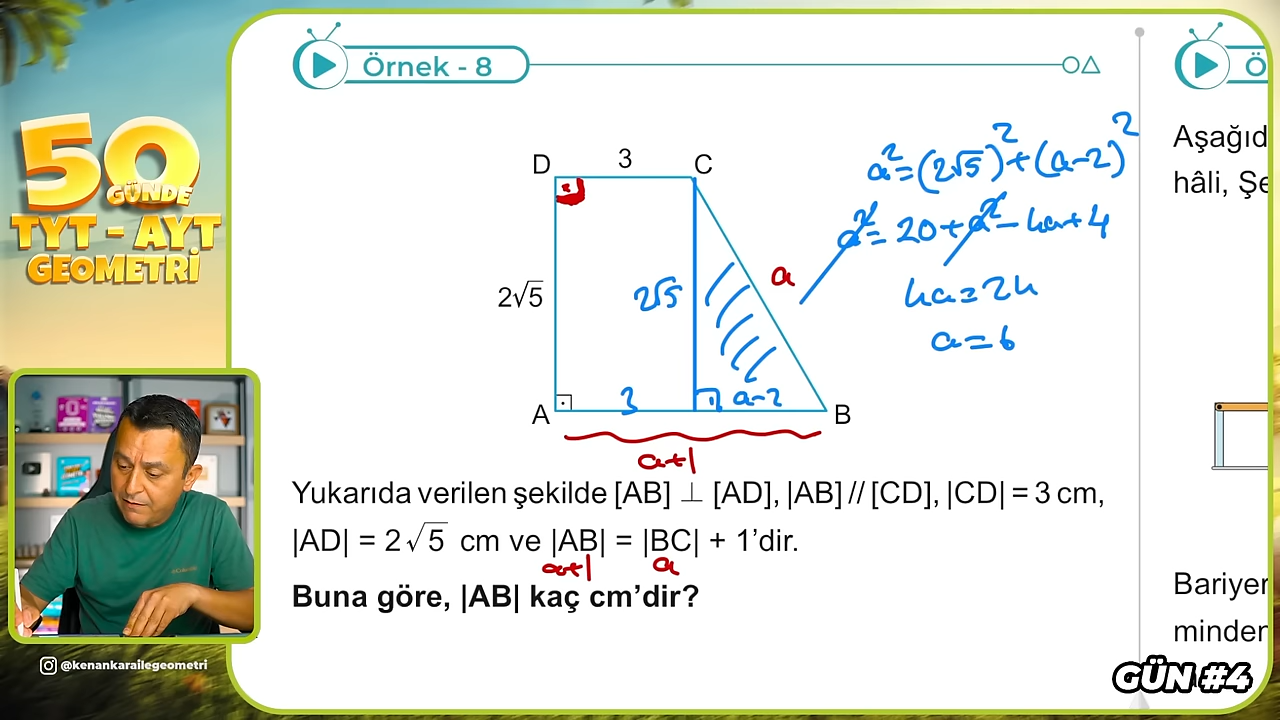 Örnek - 8
Ö
50
GÜNDE
TYT - AYT
GEOMETRİ
D 3 C
2√5
2√5
a
A 3 a-2 B
a+1
a² = (2√5)² + (a-2)²
a² = 20 + a² - 4a + 4
4a = 24
a = 6
Yukarıda verilen şekilde [AB] ⊥ [AD], |AB| // [CD], |CD| = 3 cm,
|AD| = 2√5 cm ve |AB| = |BC| + 1'dir.
a+1 a
Buna göre, |AB| kaç cm'dir?
Aşağıd
hâli, Şe
Bariyer
minden
@kenankarailegeometri
GÜN #4